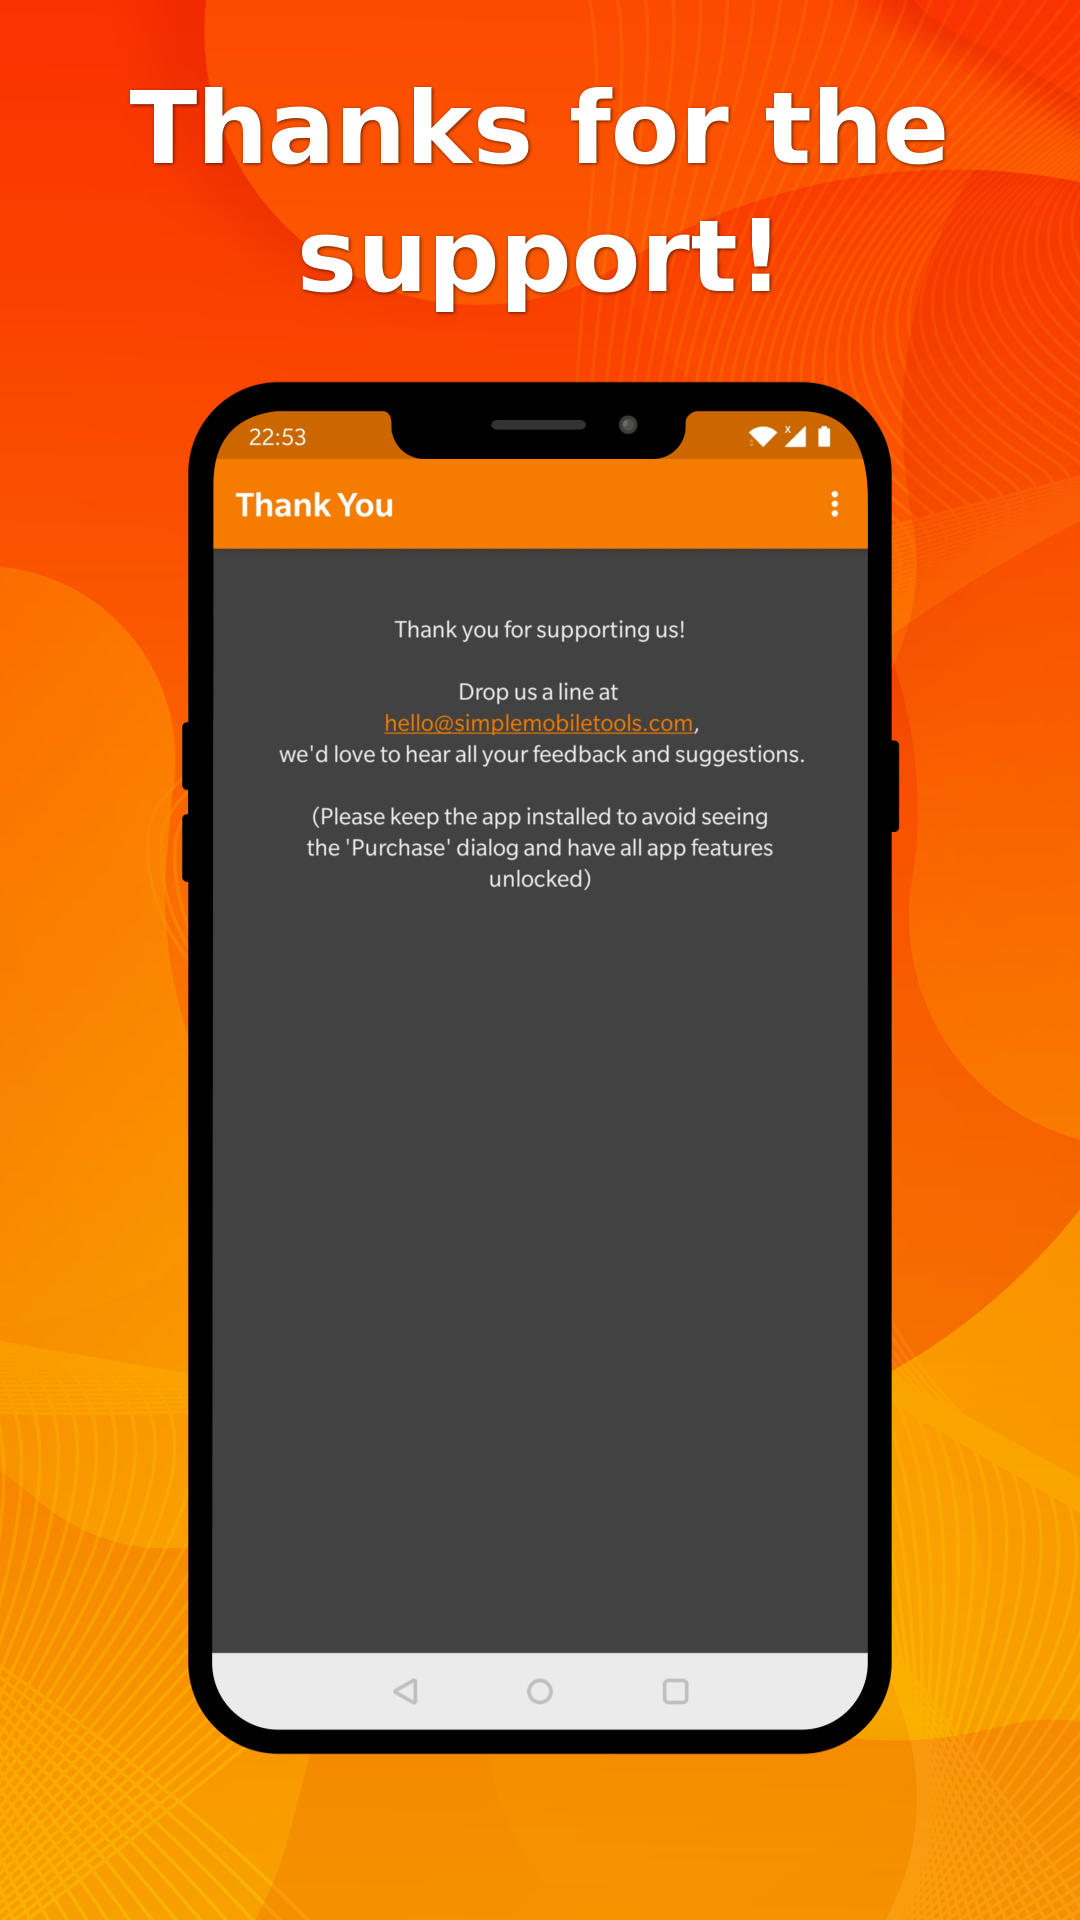 Thanks for the
support!
22:53
x
Thank You
Thank you for supporting us!
Drop us a line at
hello@simplemobiletools.com,
we'd love to hear all your feedback and suggestions.
(Please keep the app installed to avoid seeing
the 'Purchase' dialog and have all app features
unlocked)